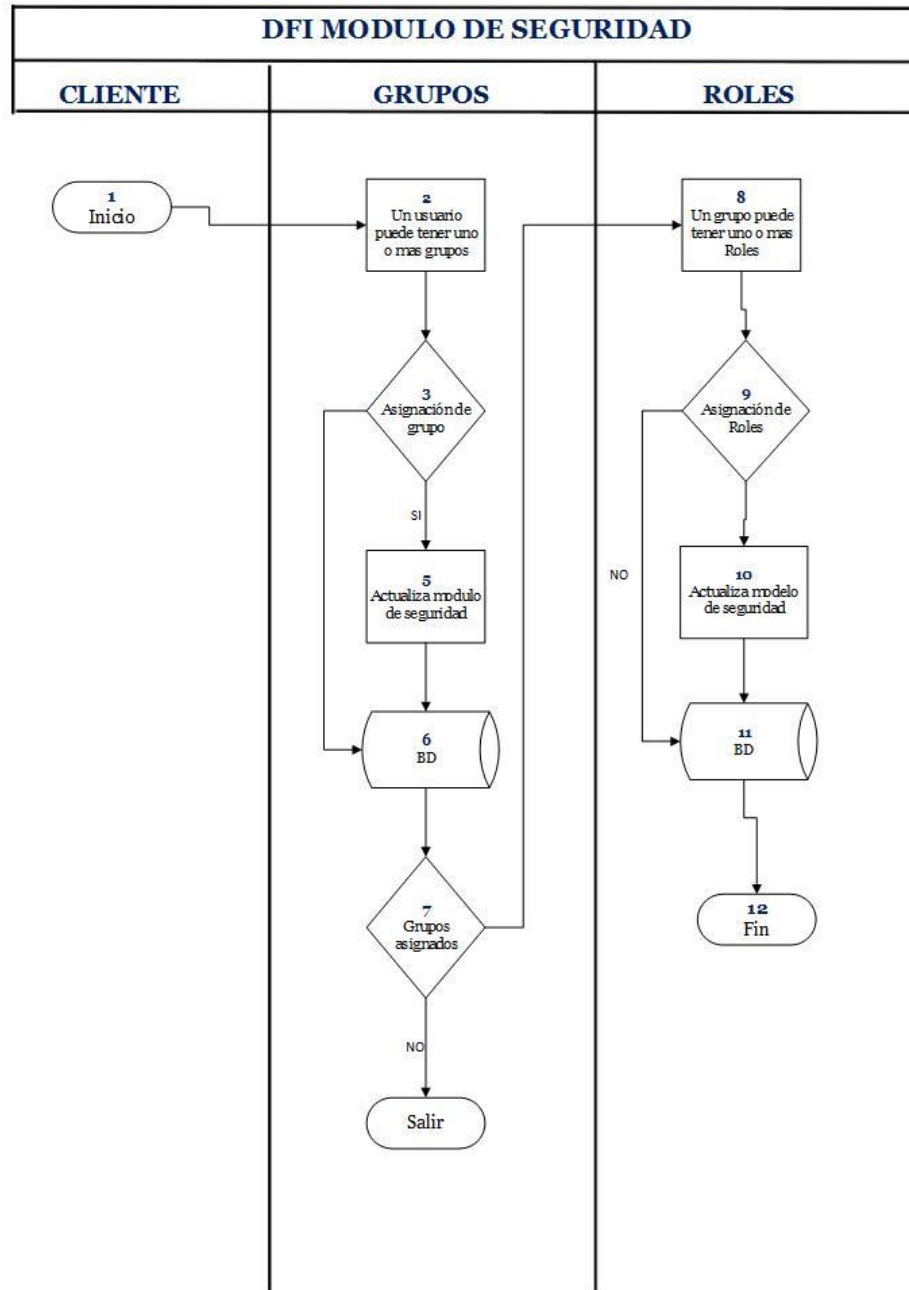 DFI MODULO DE SEGURIDAD
CLIENTE
GRUPOS
ROLES
1
Inicio
2
Un usuario
puede tener uno
o mas grupos
3
Asignación de
grupo
SI
5
Actualiza modulo
de seguridad
6
BD
7
Grupos
asignados
NO
Salir
8
Un grupo puede
tener uno o mas
Roles
9
Asignación de
Roles
NO
10
Actualiza modelo
de seguridad
11
BD
12
Fin